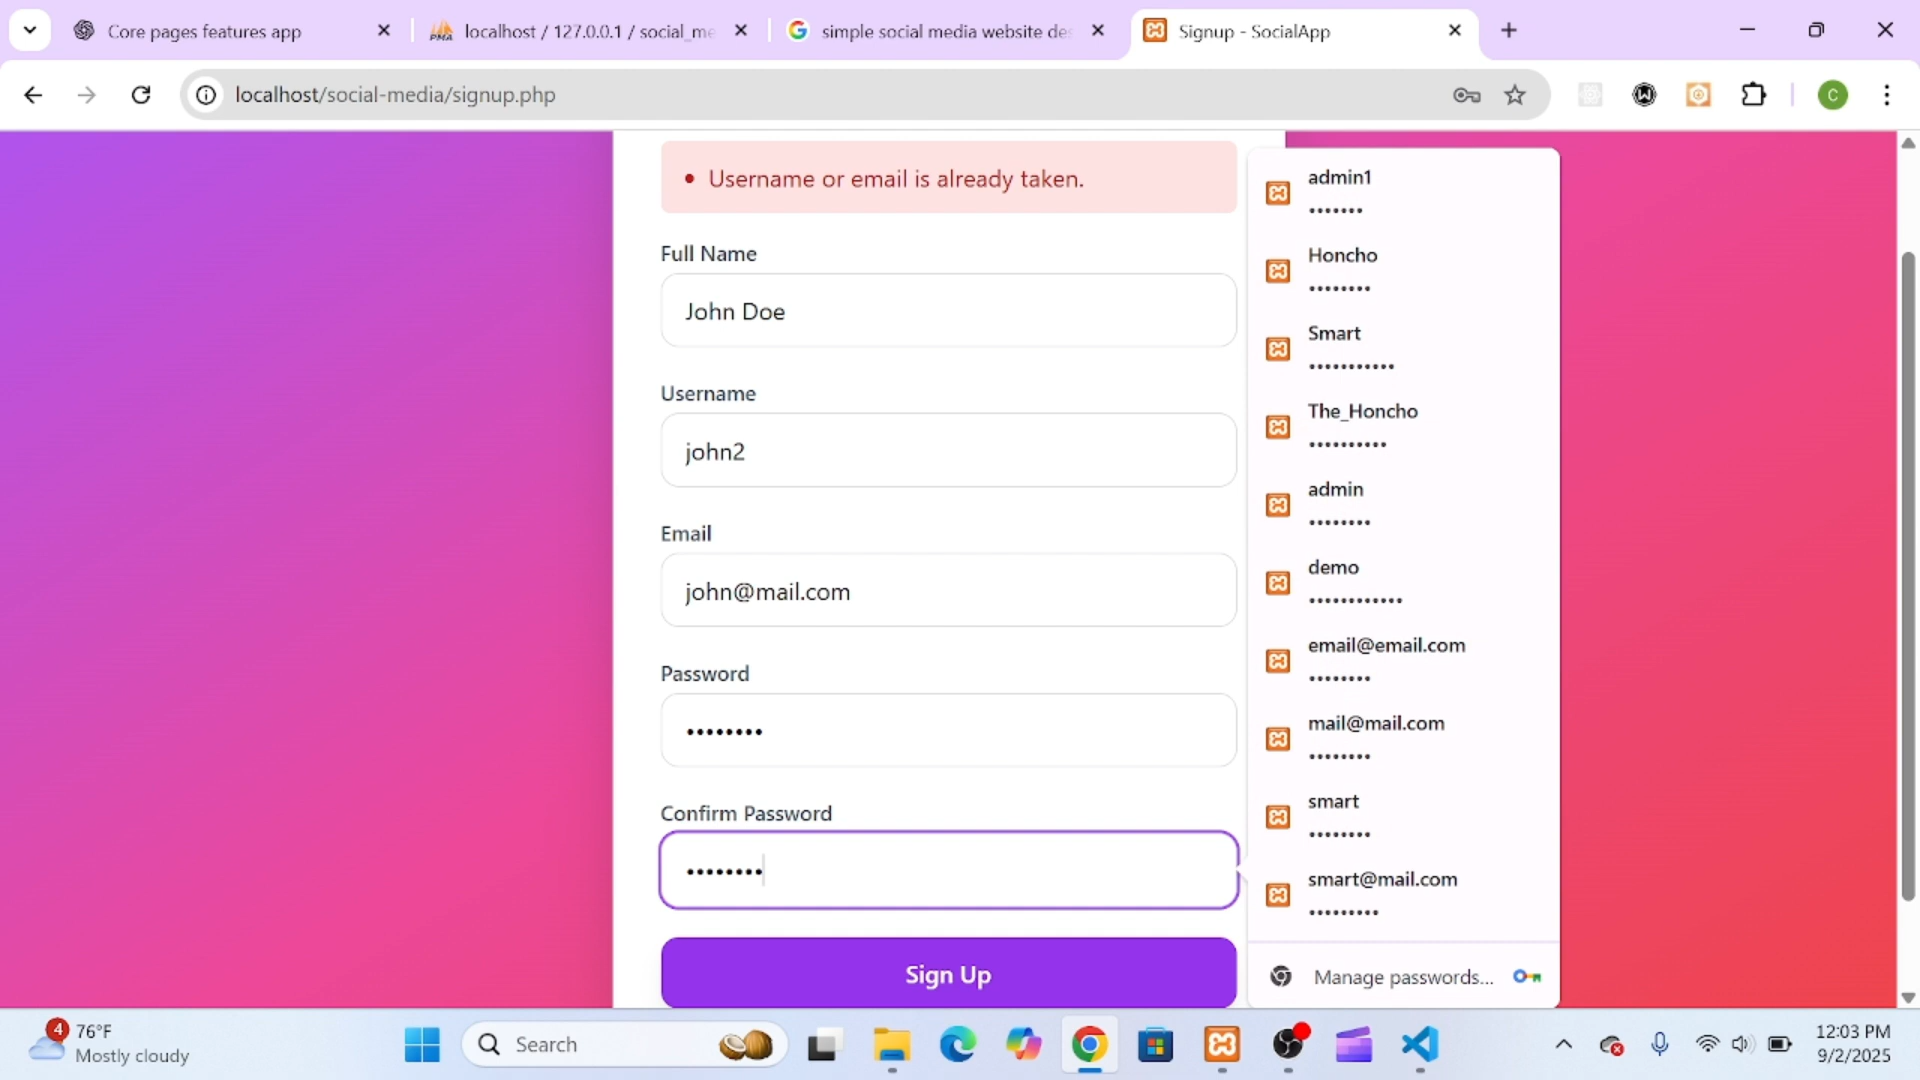 Core pages features app
localhost / 127.0.0.1 / social_me
simple social media website de
Signup - SocialApp
localhost/social-media/signup.php
C
• Username or email is already taken.
Full Name
John Doe
Username
john2
Email
john@mail.com
Password
••••••••
Confirm Password
••••••••
Sign Up
admin1
•••••••
Honcho
••••••••
Smart
•••••••••••
The_Honcho
••••••••••
admin
••••••••
demo
••••••••••••
email@email.com
••••••••
mail@mail.com
••••••••
smart
••••••••
smart@mail.com
•••••••••
Manage passwords...
4
76°F
Mostly cloudy
Search
12:03 PM
9/2/2025